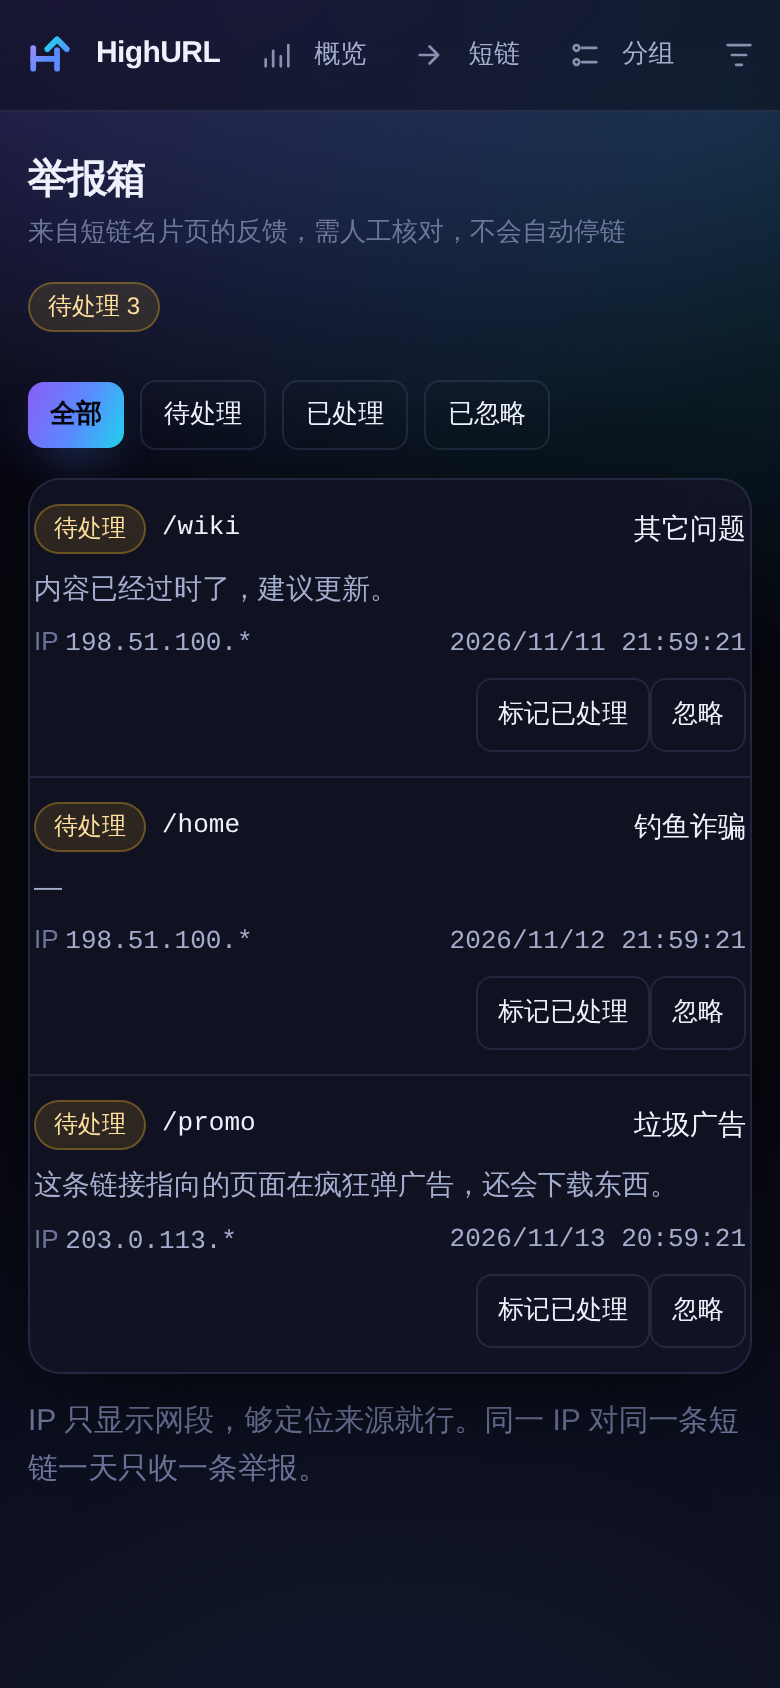 HighURL 概览 短链 分组
举报箱
来自短链名片页的反馈，需人工核对，不会自动停链
待处理 3
全部 待处理 已处理 已忽略
待处理 /wiki 其它问题
内容已经过时了，建议更新。
IP 198.51.100.* 2026/11/11 21:59:21
标记已处理 忽略
待处理 /home 钓鱼诈骗
—
IP 198.51.100.* 2026/11/12 21:59:21
标记已处理 忽略
待处理 /promo 垃圾广告
这条链接指向的页面在疯狂弹广告，还会下载东西。
IP 203.0.113.* 2026/11/13 20:59:21
标记已处理 忽略
IP 只显示网段，够定位来源就行。同一 IP 对同一条短
链一天只收一条举报。